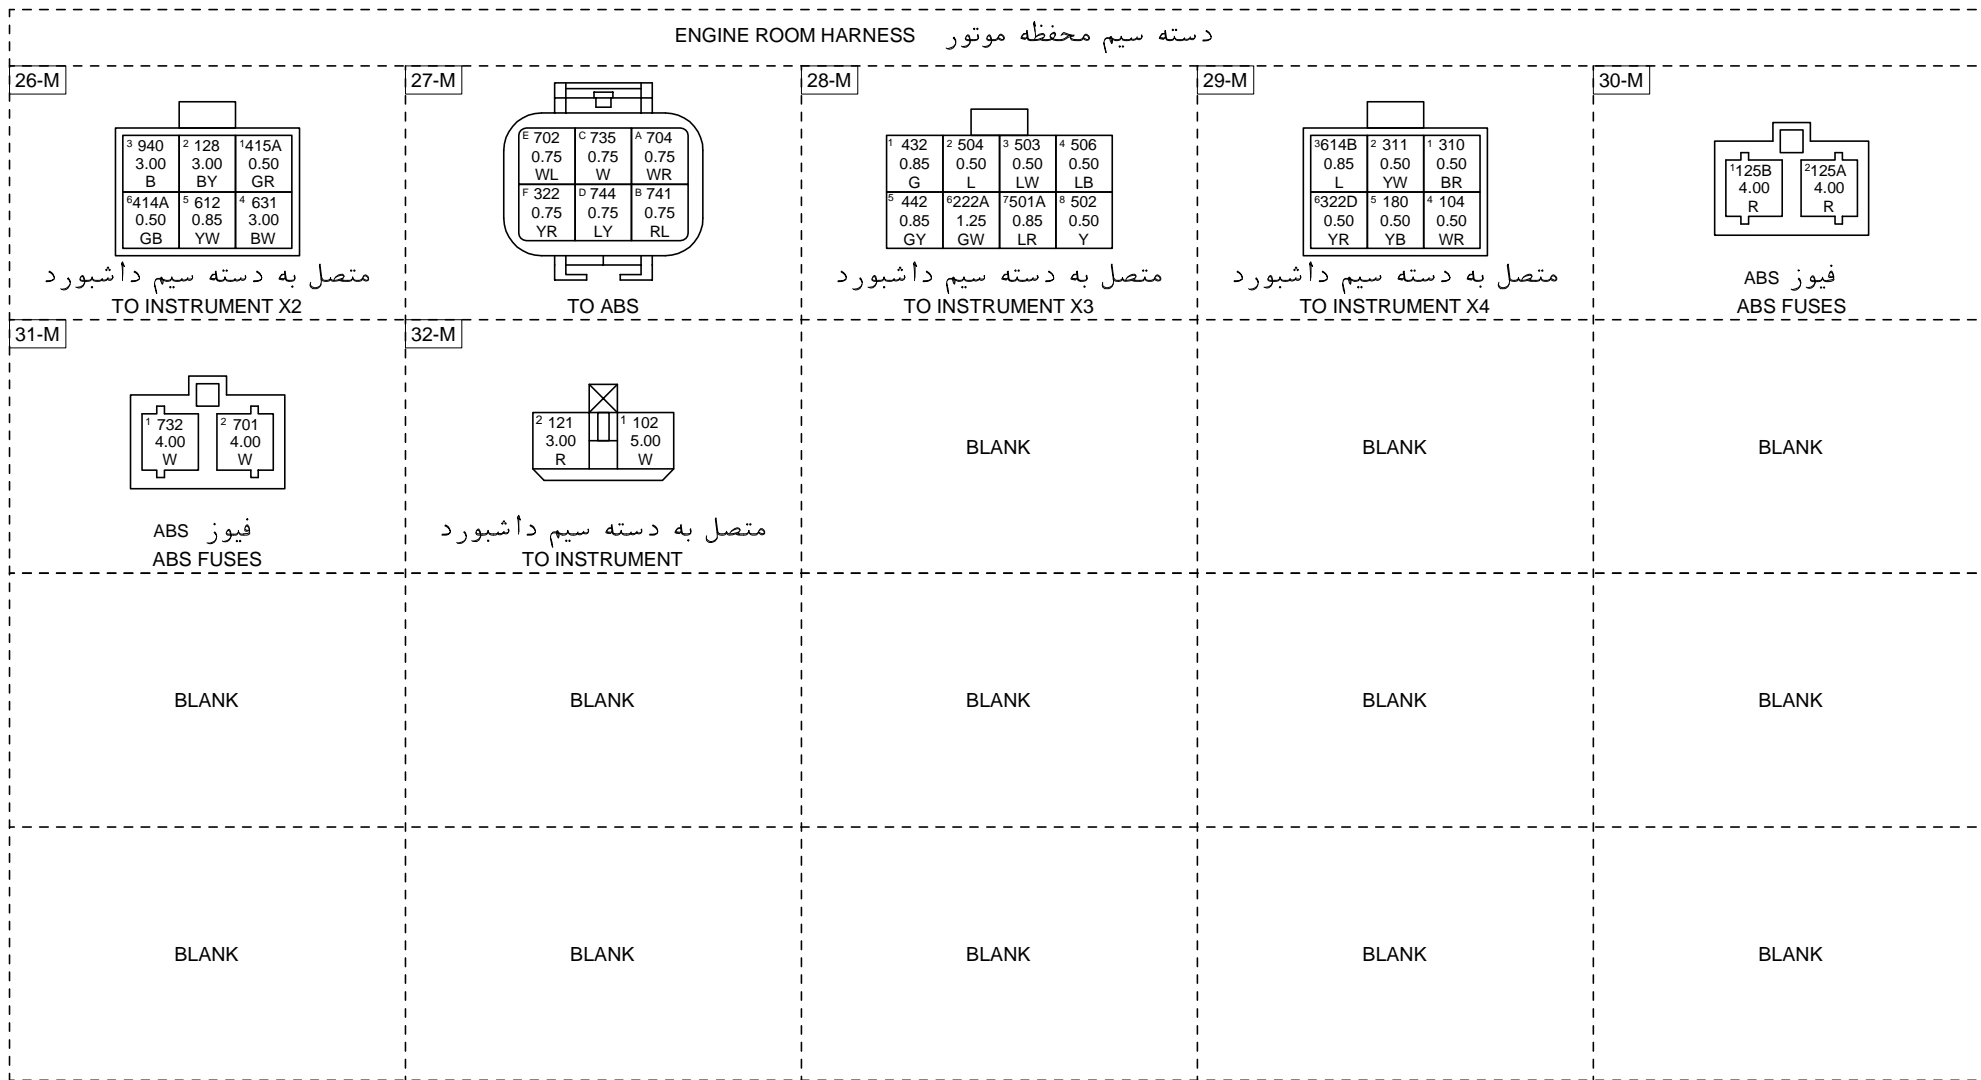 ENGINE ROOM HARNESS دسته سیم محفظه موتور
26-M
3 940 2 128 1 415A
3.00 3.00 0.50
B BY GR
6 414A 5 612 4 631
0.50 0.85 3.00
GB YW BW
متصل به دسته سیم داشبورد
TO INSTRUMENT X2
27-M
E 702 C 735 A 704
0.75 0.75 0.75
WL W WR
F 322 D 744 B 741
0.75 0.75 0.75
YR LY RL
TO ABS
28-M
1 432 2 504 3 503 4 506
0.85 0.50 0.50 0.50
G L LW LB
5 442 6 222A 7 501A 8 502
0.85 1.25 0.85 0.50
GY GW LR Y
متصل به دسته سیم داشبورد
TO INSTRUMENT X3
29-M
3 614B 2 311 1 310
0.85 0.50 0.50
L YW BR
6 322D 5 180 4 104
0.50 0.50 0.50
YR YB WR
متصل به دسته سیم داشبورد
TO INSTRUMENT X4
30-M
1 125B 2 125A
4.00 4.00
R R
فیوز ABS
ABS FUSES
31-M
1 732 2 701
4.00 4.00
W W
فیوز ABS
ABS FUSES
32-M
2 121 1 102
3.00 5.00
R W
متصل به دسته سیم داشبورد
TO INSTRUMENT
BLANK
BLANK
BLANK
BLANK
BLANK
BLANK
BLANK
BLANK
BLANK
BLANK
BLANK
BLANK
BLANK